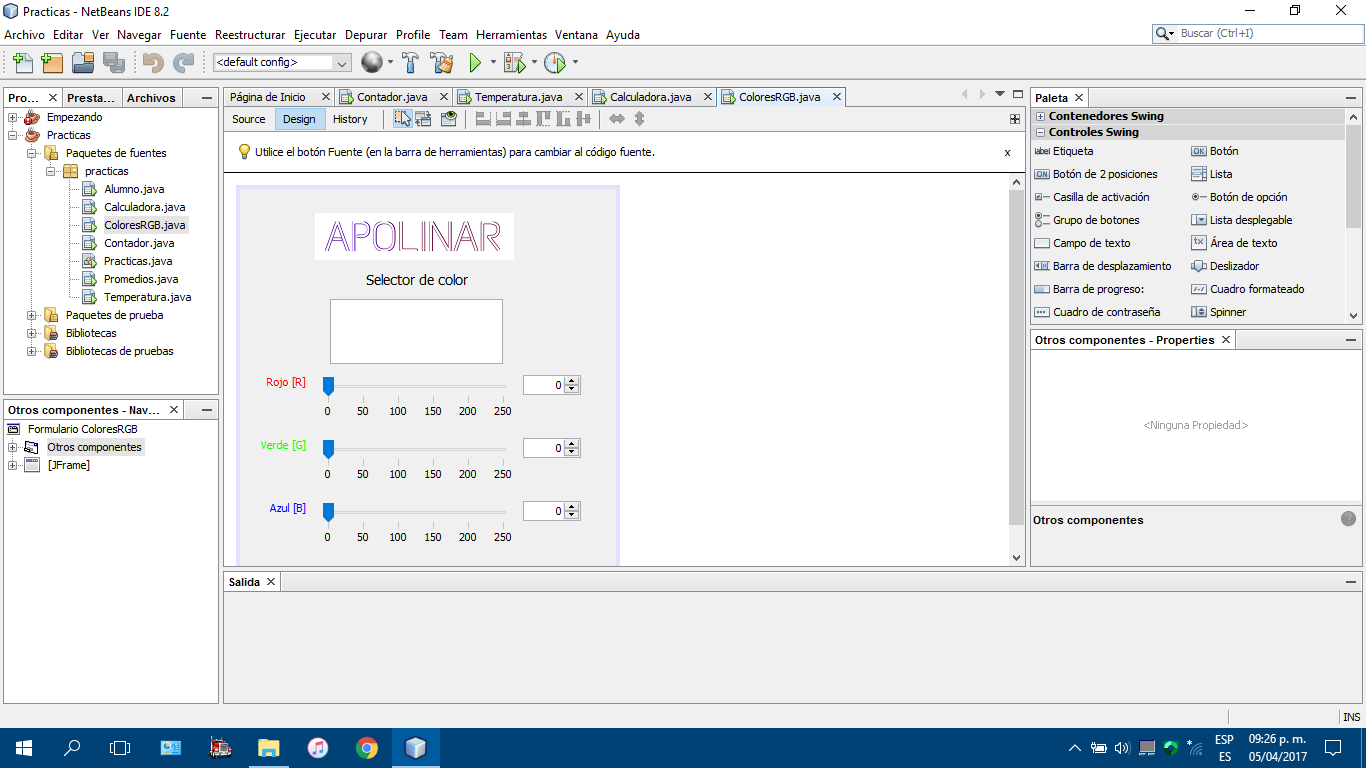 Practicas - NetBeans IDE 8.2
Archivo Editar Ver Navegar Fuente Reestructurar Ejecutar Depurar Profile Team Herramientas Ventana Ayuda
Buscar (Ctrl+I)
<default config>
Pro... Presta... Archivos
Empezando
Practicas
Paquetes de fuentes
practicas
Alumno.java
Calculadora.java
ColoresRGB.java
Contador.java
Practicas.java
Promedios.java
Temperatura.java
Paquetes de prueba
Bibliotecas
Bibliotecas de pruebas
Otros componentes - Nav...
Formulario ColoresRGB
Otros componentes
[JFrame]
Página de Inicio Contador.java Temperatura.java Calculadora.java ColoresRGB.java
Source Design History
Utilice el botón Fuente (en la barra de herramientas) para cambiar al código fuente. x
APOLINAR
Selector de color
Rojo [R] 0
0 50 100 150 200 250
Verde [G] 0
0 50 100 150 200 250
Azul [B] 0
0 50 100 150 200 250
Salida
Paleta
Contenedores Swing
Controles Swing
label Etiqueta OK Botón
ON Botón de 2 posiciones Lista
Casilla de activación Botón de opción
Grupo de botones Lista desplegable
Campo de texto Área de texto
Barra de desplazamiento Deslizador
Barra de progreso: Cuadro formateado
Cuadro de contraseña Spinner
Otros componentes - Properties
<Ninguna Propiedad>
Otros componentes
INS
ESP
ES
09:26 p. m.
05/04/2017